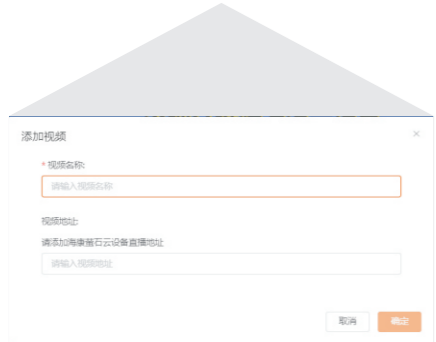 添加视频 ×
* 视频名称:
请输入视频名称
视频地址:
请添加海康萤石云设备直播地址
请输入视频地址
取消 确定